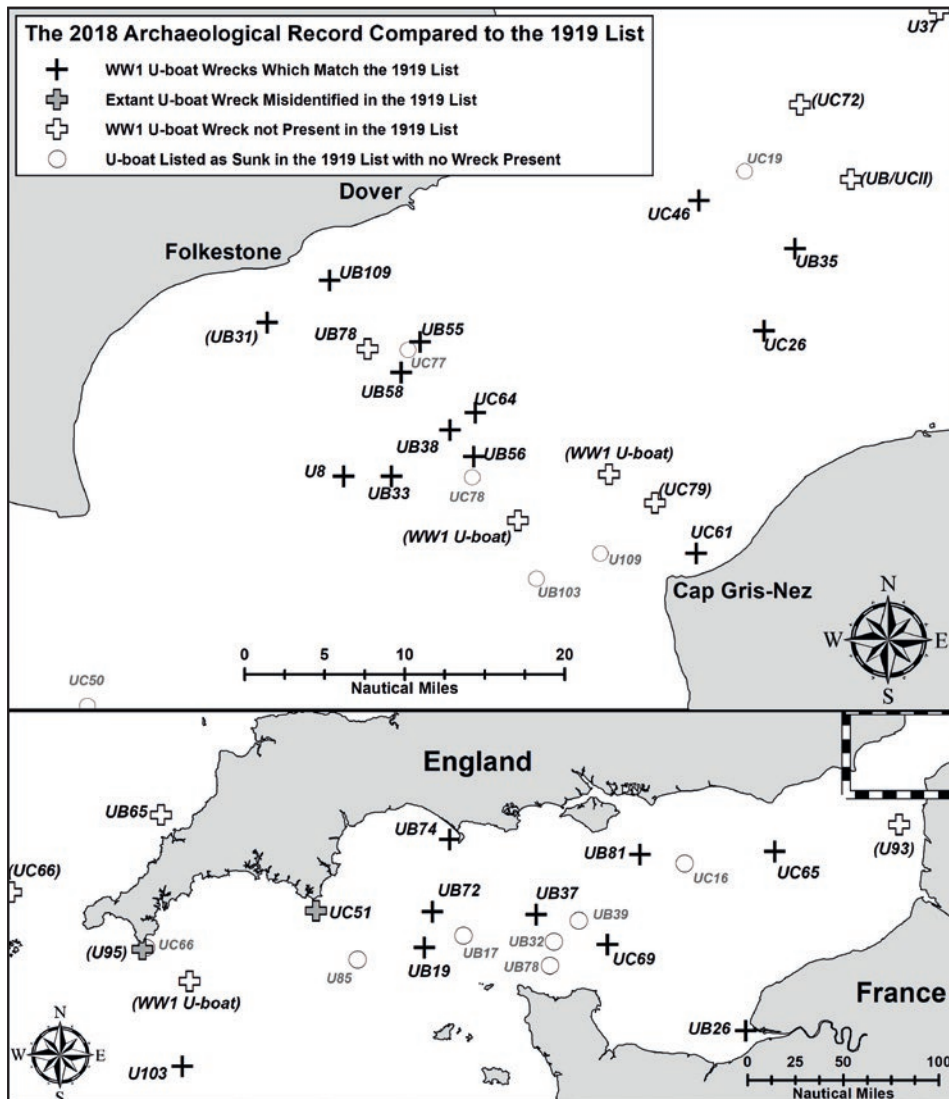 The 2018 Archaeological Record Compared to the 1919 List
WW1 U-boat Wrecks Which Match the 1919 List
Extant U-boat Wreck Misidentified in the 1919 List
WW1 U-boat Wreck not Present in the 1919 List
U-boat Listed as Sunk in the 1919 List with no Wreck Present
U37
(UC72)
UC19
(UB/UCII)
Dover
UC46
Folkestone
UB35
UB109
(UB31)
UB78
UB55
UC77
UC26
UB58
UC64
UB38
UB56
(WW1 U-boat)
U8
UB33
UC78
(UC79)
(WW1 U-boat)
UC61
U109
UB103
Cap Gris-Nez
N
W E
S
0 5 10 20
Nautical Miles
UC50
England
UB65
UB74
UB81
UC16
UC65
(U93)
(UC66)
UC51
UB72
UB37
UB39
(U95)
UC66
UB17
UB32
UB19
UC69
U85
UB78
(WW1 U-boat)
France
UB26
N
W E
S
U103
0 25 50 100
Nautical Miles